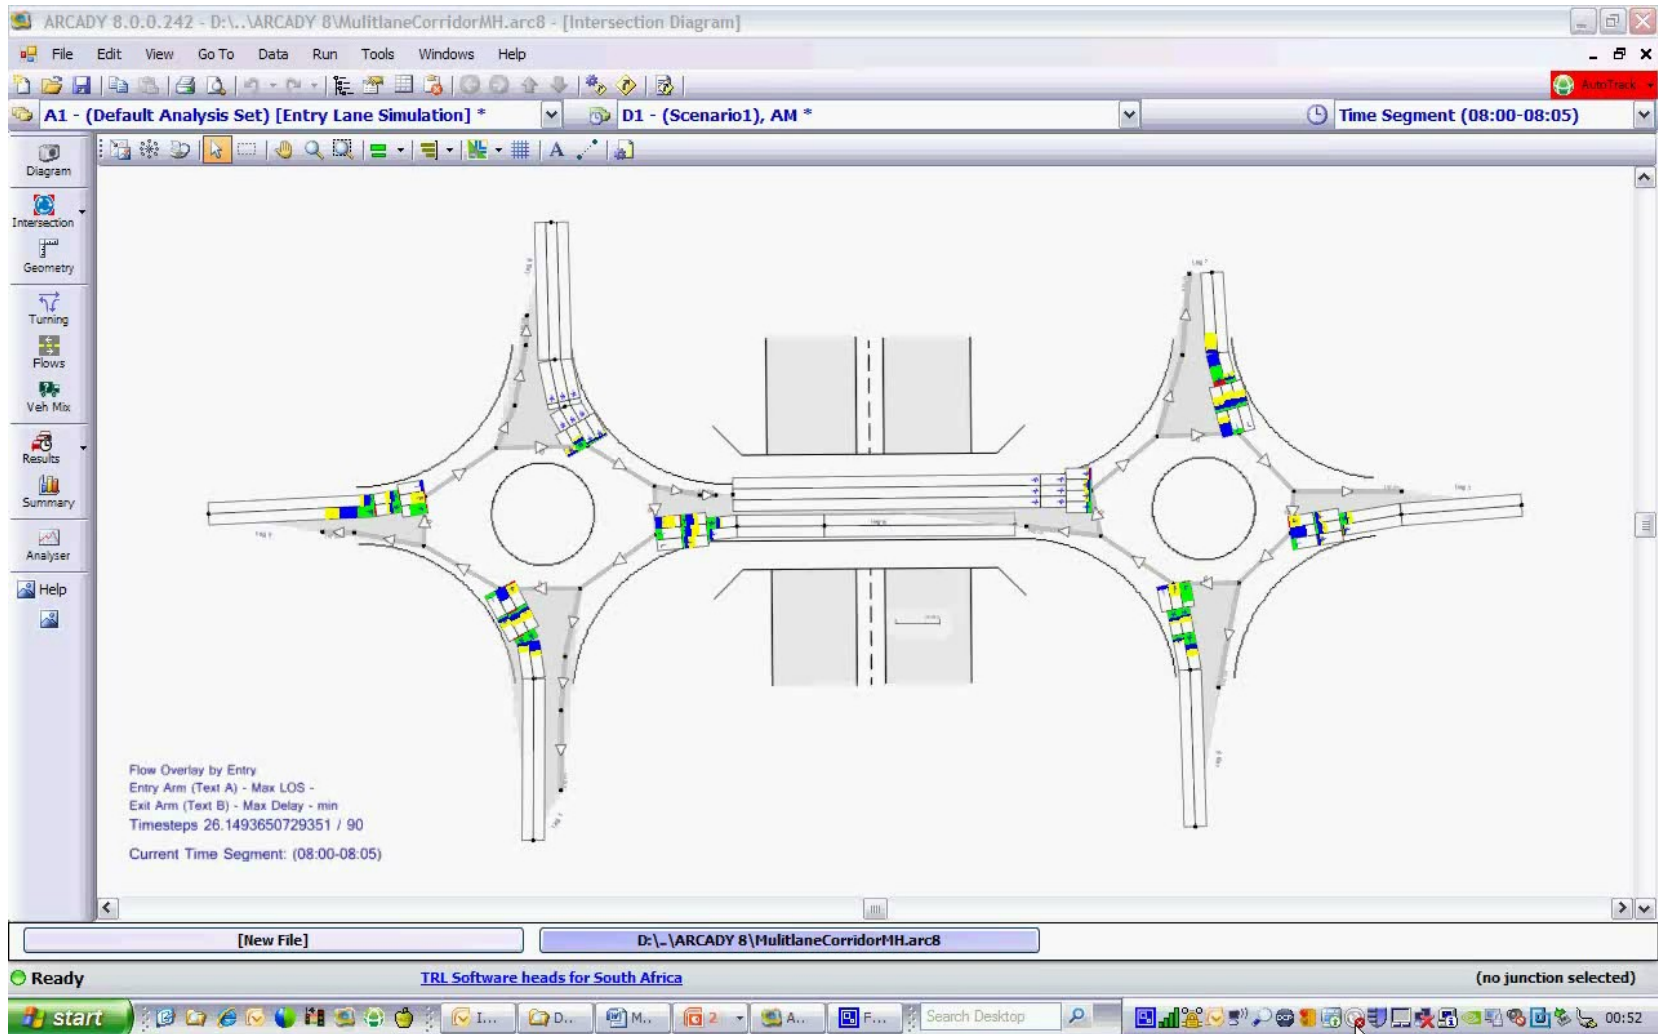 ARCADY 8.0.0.242 - D:\...\ARCADY 8\MulitlaneCorridorMH.arc8 - [Intersection Diagram]
File Edit View Go To Data Run Tools Windows Help
AutoTrack
A1 - (Default Analysis Set) [Entry Lane Simulation] * D1 - (Scenario1), AM * Time Segment (08:00-08:05)
A
Diagram
Intersection
Geometry
Turning
Flows
Veh Mix
Results
Summary
Analyser
Help
Flow Overlay by Entry
Entry Arm (Text A) - Max LOS -
Exit Arm (Text B) - Max Delay - min
Timesteps 26.1493650729351 / 90
Current Time Segment: (08:00-08:05)
[New File] D:\...\ARCADY 8\MulitlaneCorridorMH.arc8
Ready TRL Software heads for South Africa (no junction selected)
start I... D... M... 2 A... F... Search Desktop 00:52